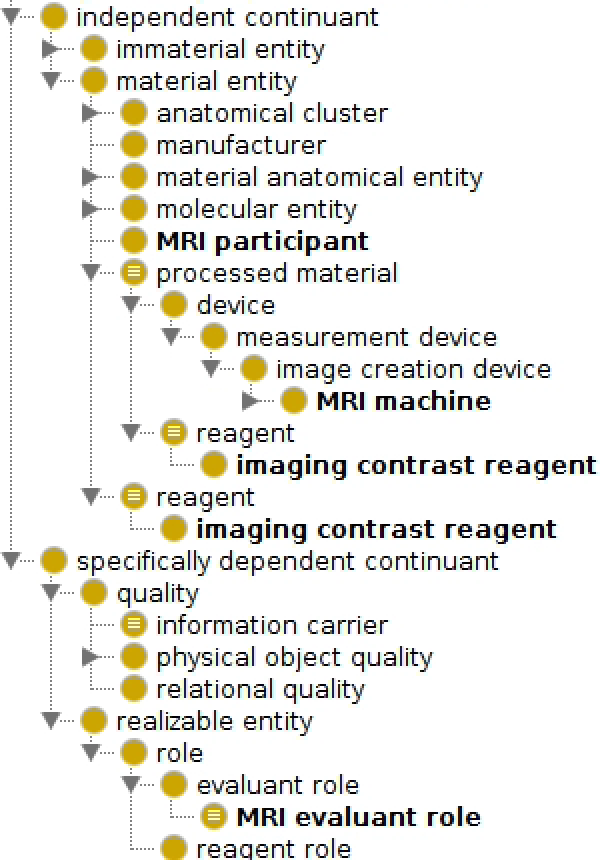 independent continuant
immaterial entity
material entity
anatomical cluster
manufacturer
material anatomical entity
molecular entity
MRI participant
processed material
device
measurement device
image creation device
MRI machine
reagent
imaging contrast reagent
reagent
imaging contrast reagent
specifically dependent continuant
quality
information carrier
physical object quality
relational quality
realizable entity
role
evaluant role
MRI evaluant role
reagent role